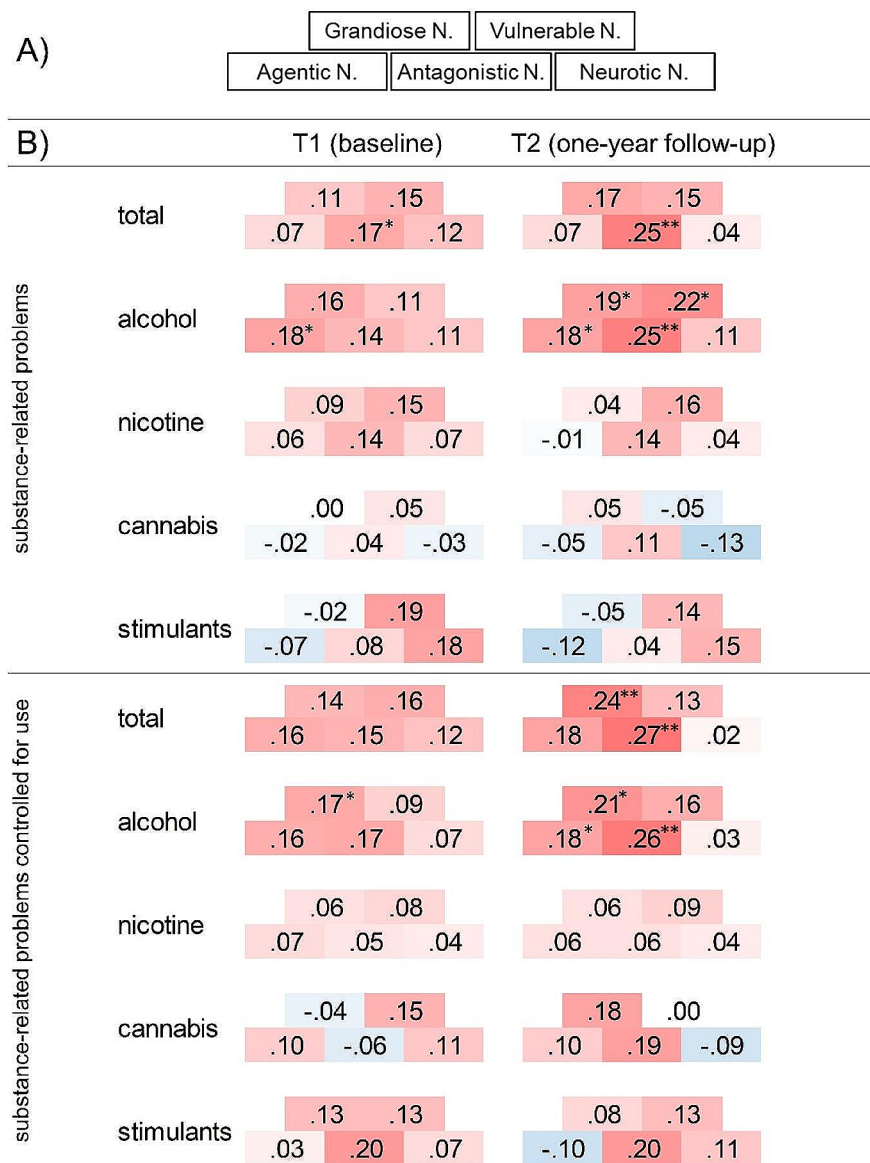 A)
Grandiose N. Vulnerable N.
Agentic N. Antagonistic N. Neurotic N.
B) T1 (baseline) T2 (one-year follow-up)
substance-related problems
total
.11 .15 .17 .15
.07 .17* .12 .07 .25** .04
alcohol
.16 .11 .19* .22*
.18* .14 .11 .18* .25** .11
nicotine
.09 .15 .04 .16
.06 .14 .07 -.01 .14 .04
cannabis
.00 .05 .05 -.05
-.02 .04 -.03 -.05 .11 -.13
stimulants
-.02 .19 -.05 .14
-.07 .08 .18 -.12 .04 .15
substance-related problems controlled for use
total
.14 .16 .24** .13
.16 .15 .12 .18 .27** .02
alcohol
.17* .09 .21* .16
.16 .17 .07 .18* .26** .03
nicotine
.06 .08 .06 .09
.07 .05 .04 .06 .06 .04
cannabis
-.04 .15 .18 .00
.10 -.06 .11 .10 .19 -.09
stimulants
.13 .13 .08 .13
.03 .20 .07 -.10 .20 .11